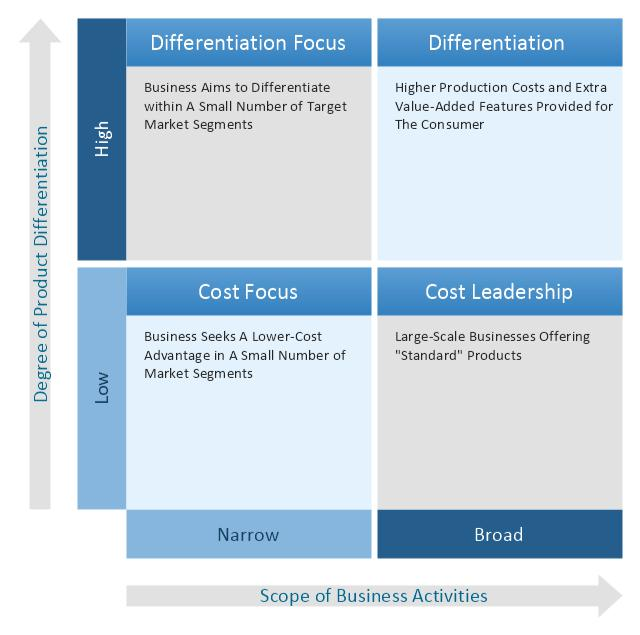 Degree of Product Differentiation
High
Differentiation Focus
Business Aims to Differentiate
within A Small Number of Target
Market Segments
Differentiation
Higher Production Costs and Extra
Value-Added Features Provided for
The Consumer
Low
Cost Focus
Business Seeks A Lower-Cost
Advantage in A Small Number of
Market Segments
Cost Leadership
Large-Scale Businesses Offering
"Standard" Products
Narrow
Broad
Scope of Business Activities